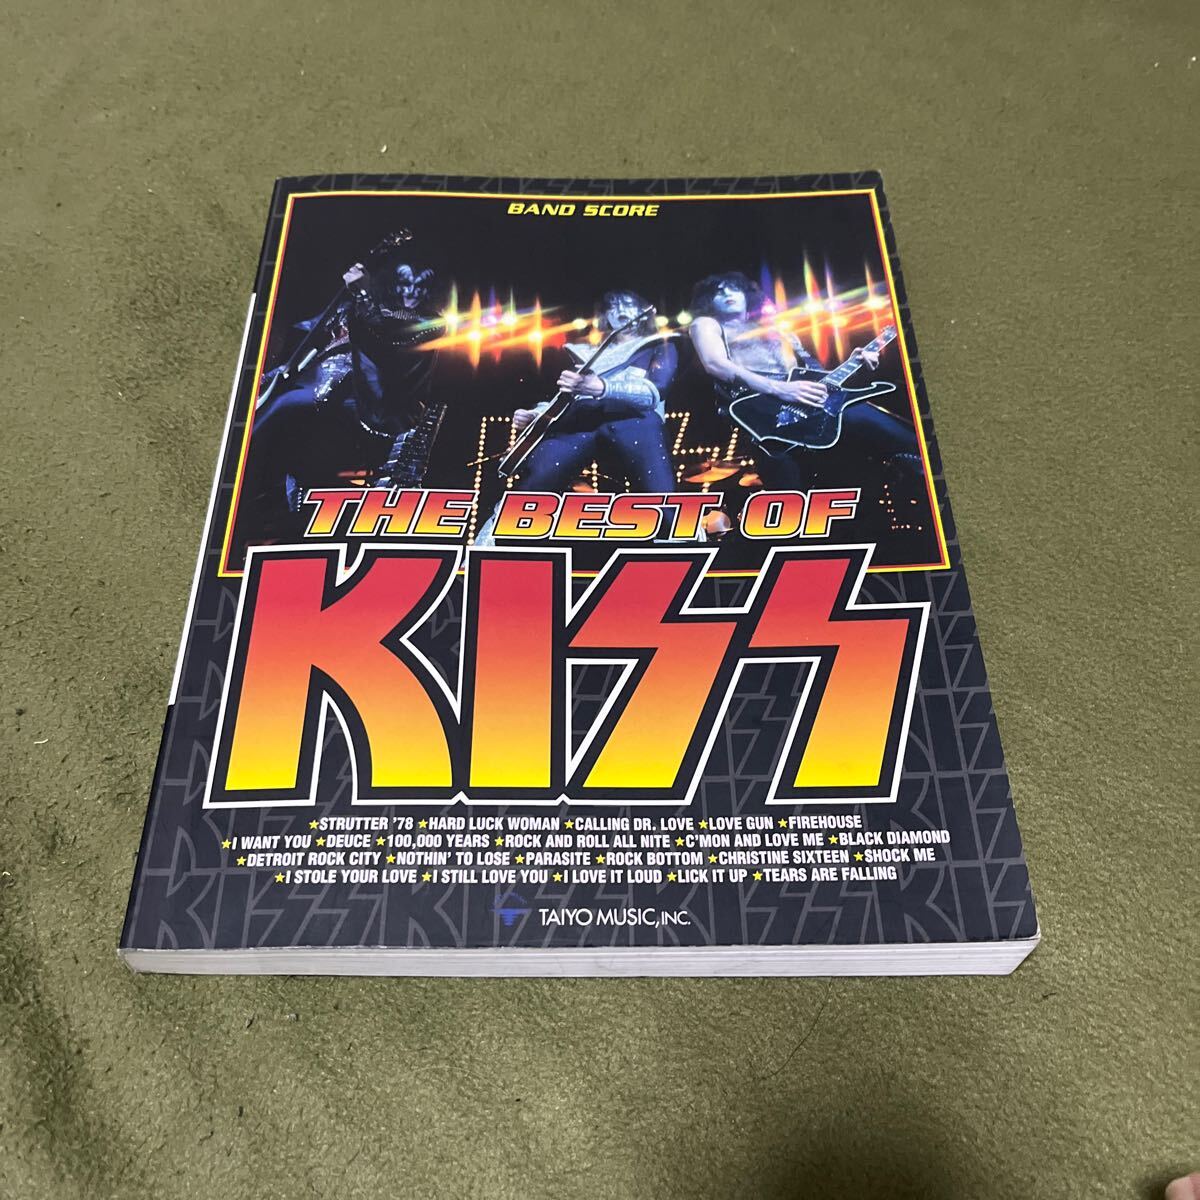 BAND SCORE
THE BEST OF
KISS
★STRUTTER '78 ★HARD LUCK WOMAN ★CALLING DR. LOVE ★LOVE GUN ★FIREHOUSE
★I WANT YOU ★DEUCE ★100,000 YEARS ★ROCK AND ROLL ALL NITE ★C'MON AND LOVE ME ★BLACK DIAMOND
★DETROIT ROCK CITY ★NOTHIN' TO LOSE ★PARASITE ★ROCK BOTTOM ★CHRISTINE SIXTEEN ★SHOCK ME
★I STOLE YOUR LOVE ★I STILL LOVE YOU ★I LOVE IT LOUD ★LICK IT UP ★TEARS ARE FALLING
TAIYO MUSIC, INC.